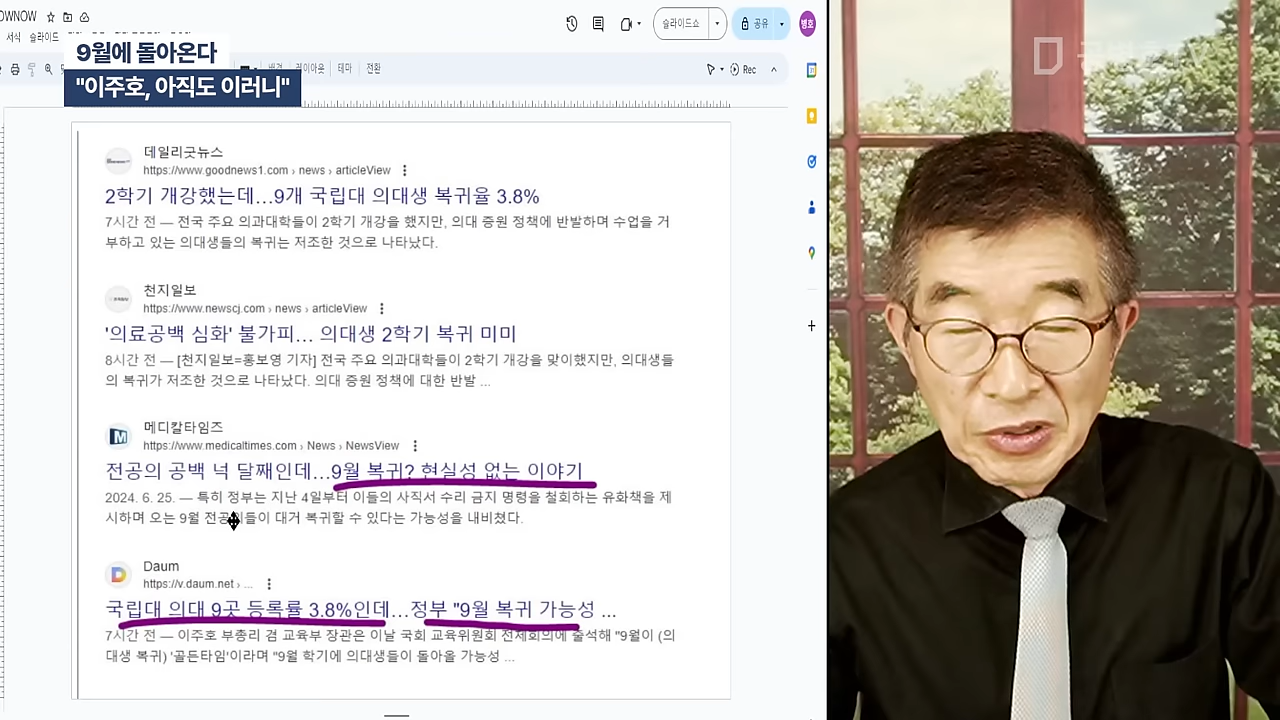 OWNOW
서식 슬라이드
슬라이드쇼
공유
병호
9월에 돌아온다
"이주호, 아직도 이러니"
테마 전환
Rec
데일리굿뉴스
https://www.goodnews1.com › news › articleView
2학기 개강했는데...9개 국립대 의대생 복귀율 3.8%
7시간 전 — 전국 주요 의과대학들이 2학기 개강을 했지만, 의대 증원 정책에 반발하며 수업을 거
부하고 있는 의대생들의 복귀는 저조한 것으로 나타났다.
천지일보
https://www.newscj.com › news › articleView
'의료공백 심화' 불가피... 의대생 2학기 복귀 미미
8시간 전 — [천지일보=홍보영 기자] 전국 주요 의과대학들이 2학기 개강을 맞이했지만, 의대생들
의 복귀가 저조한 것으로 나타났다. 의대 증원 정책에 대한 반발 ...
메디칼타임즈
https://www.medicaltimes.com › News › NewsView
전공의 공백 넉 달째인데...9월 복귀? 현실성 없는 이야기
2024. 6. 25. — 특히 정부는 지난 4일부터 이들의 사직서 수리 금지 명령을 철회하는 유화책을 제
시하며 오는 9월 전공의들이 대거 복귀할 수 있다는 가능성을 내비쳤다.
Daum
https://v.daum.net › ...
국립대 의대 9곳 등록률 3.8%인데...정부 "9월 복귀 가능성 ...
7시간 전 — 이주호 부총리 겸 교육부 장관은 이날 국회 교육위원회 전체회의에 출석해 "9월이 (의
대생 복귀) '골든타임'이라며 "9월 학기에 의대생들이 돌아올 가능성 ...